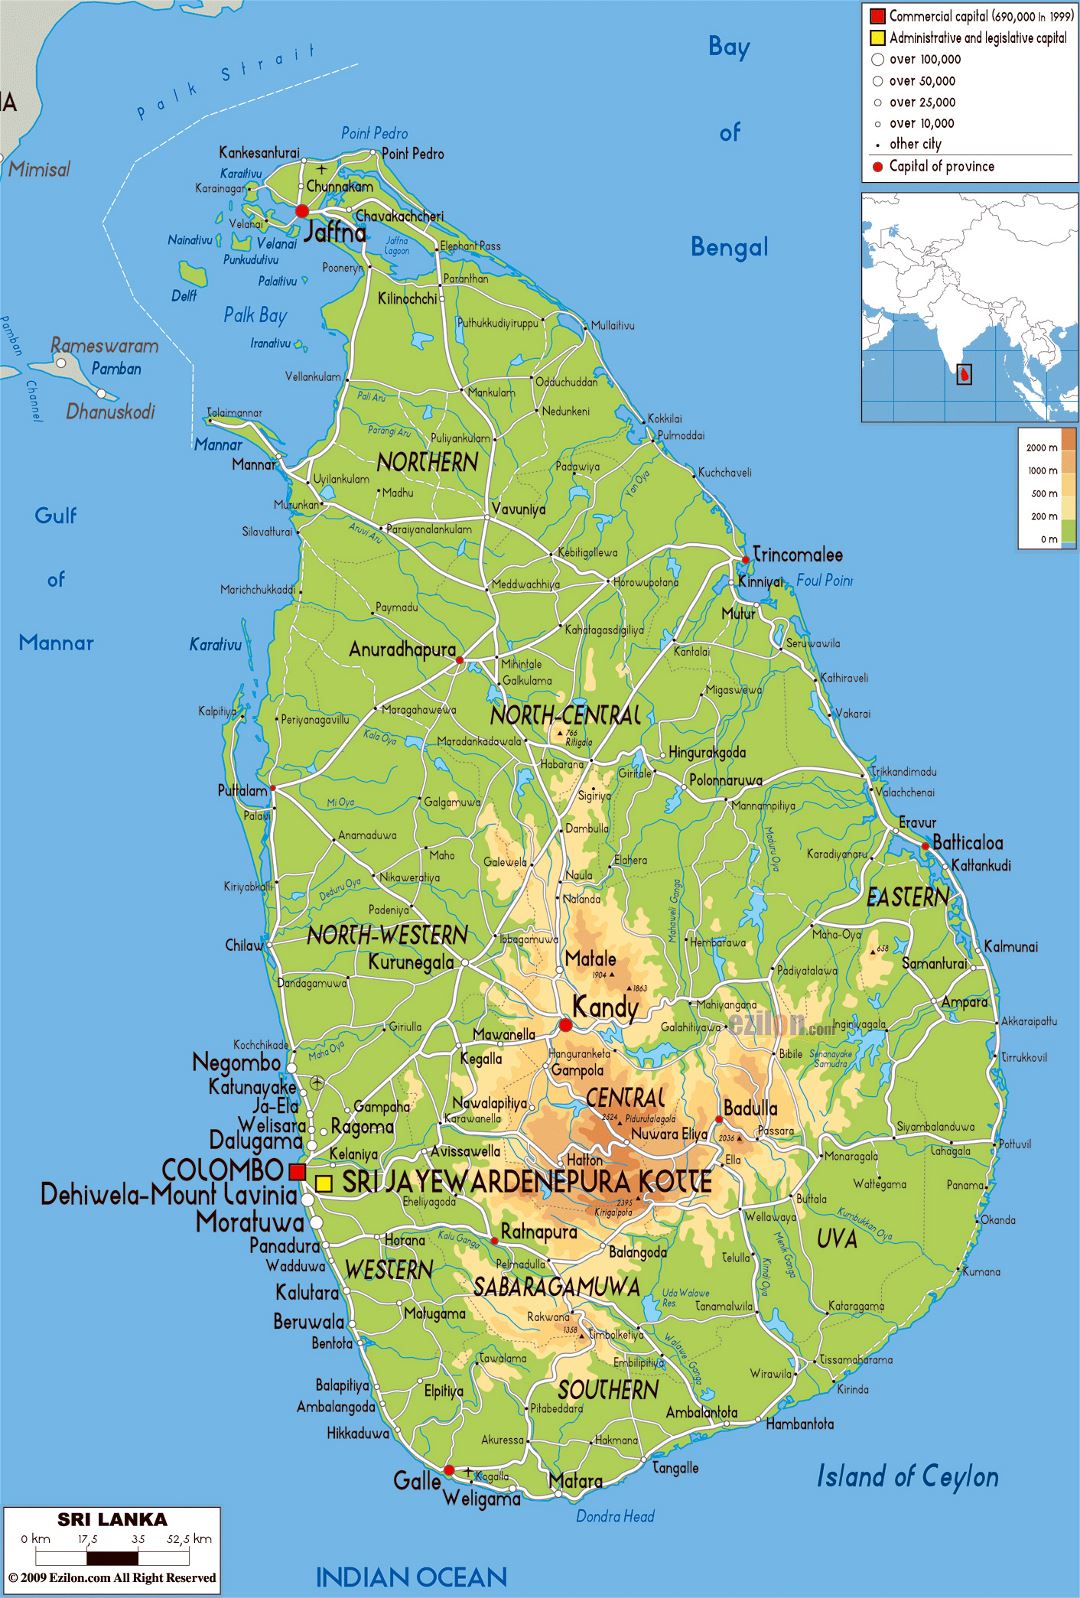 Commercial capital (690,000 In 1999)
Administrative and legislative capital
over 100,000
over 50,000
over 25,000
over 10,000
other city
Capital of province
2000 m
1000 m
500 m
200 m
0 m
Bay
of
Bengal
Palk Strait
IA
Mimisal
Point Pedro
Kankesanturai
Point Pedro
Karaitivu
Karainagar
Chunnakam
Velanai
Chavakachcheri
Jaffna
Nainativu
Velanai
Jaffna
Lagoon
Elephant Pass
Punkudutivu
Pooneryn
Delft
Palaitivu
Paranthan
Kilinochchi
Palk Bay
Puthukkudiyiruppu
Mullaitivu
Pamban
Channel
Rameswaram
Pamban
Dhanuskodi
Iranativu
Vellankulam
Oddchuddan
Mankulam
Pali Aru
Nedunkeni
Talaimannar
Kokkilai
Mannar
Parangi Aru
Puliyankulam
Pulmoddai
Mannar
NORTHERN
Padawiya
Kuchchaveli
Yan Oya
Uyilankulam
Madhu
Murunkan
Vavuniya
Gulf
of
Mannar
Silavatturai
Aruvi Aru
Paraiyanalankulam
Kebitigollewa
Trincomalee
Marichchukkaddi
Meddwachhiya
Horowupotana
Kinniyai
Foul Poin
Paymadu
Mutur
Karativu
Kahatagasdigiliya
Anuradhapura
Mihintale
Kantalai
Seruwawila
Galkulama
Kathiraveli
Migaswewa
Kalpitiya
Periyanagavillu
Maragahawewa
NORTH-CENTRAL
Vakarai
Kala Oya
Maradankadawala
766
Ritigala
Hingurakgoda
Habarana
Giritale
Polonnaruwa
Trikkandimadu
Puttalam
Valachchenai
Palavi
Mi Oya
Galgamuwa
Sigiriya
Mannampitiya
Eravur
Anamaduwa
Dambulla
Maduru Oya
Batticaloa
Maho
Galewela
Elahera
Karadiyanaru
Kattankudi
Kiriyabkalli
Deduru Oya
Nikaweratiya
Naula
Padeniya
Nalanda
Mahaweli Ganga
EASTERN
NORTH-WESTERN
Ibbagamuwa
Hembarawa
Maha-Oya
Chilaw
638
Kalmunai
Kurunegala
Matale
Samanturai
Dandagamuwa
1904
1863
Padiyatalawa
Kandy
Mahiyangana
Ampara
ezilon.com
Giriulla
Mawanella
Galahitiyawa
Inginiyagala
Akkaraipattu
Kochchikade
Maha Oya
Kegalla
Hanguranketa
Bibile
Senanayake
Samudra
Tirrukkovil
Negombo
Gampola
Katunayake
CENTRAL
Ja-Ela
Gampaha
Nawalapitiya
2524
Pidurutalagala
Badulla
Welisara
Ragoma
Karawanella
Nuwara Eliya
2036
Passara
Siyambalanduwa
Dalugama
Pottuvil
Kelaniya
Avissawella
Hatton
Ella
Monaragala
Lahagala
COLOMBO
SRI JAYEWARDENEPURA KOTTE
Wattegama
Panama
Dehiwela-Mount Lavinia
Eheliyagoda
2395
Kirigalpota
Buttala
Moratuwa
Wellawaya
Kumbukkan Oya
Okanda
Panadura
Horana
Kalu Ganga
Ratnapura
Balangoda
UVA
Wadduwa
WESTERN
Pelmadulla
Telulla
Kirindi Oya
Menik Ganga
Kumana
Kalutara
SABARAGAMUWA
Uda Walawe
Res.
Tanamalwila
Kataragama
Beruwala
Matugama
Rakwana
1358
Timbolketiya
Bentota
Walawe Ganga
Tawalama
Embilipitiya
Tissamaharama
Balapitiya
Elpitiya
SOUTHERN
Wirawila
Kirinda
Ambalangoda
Pitabeddara
Ambalantota
Hambantota
Hikkaduwa
Akuressa
Hakmana
Galle
Kogalla
Tangalle
Weligama
Matara
Island of Ceylon
Dondra Head
INDIAN OCEAN
SRI LANKA
0 km 17,5 35 52,5 km
© 2009 Ezilon.com All Right Reserved